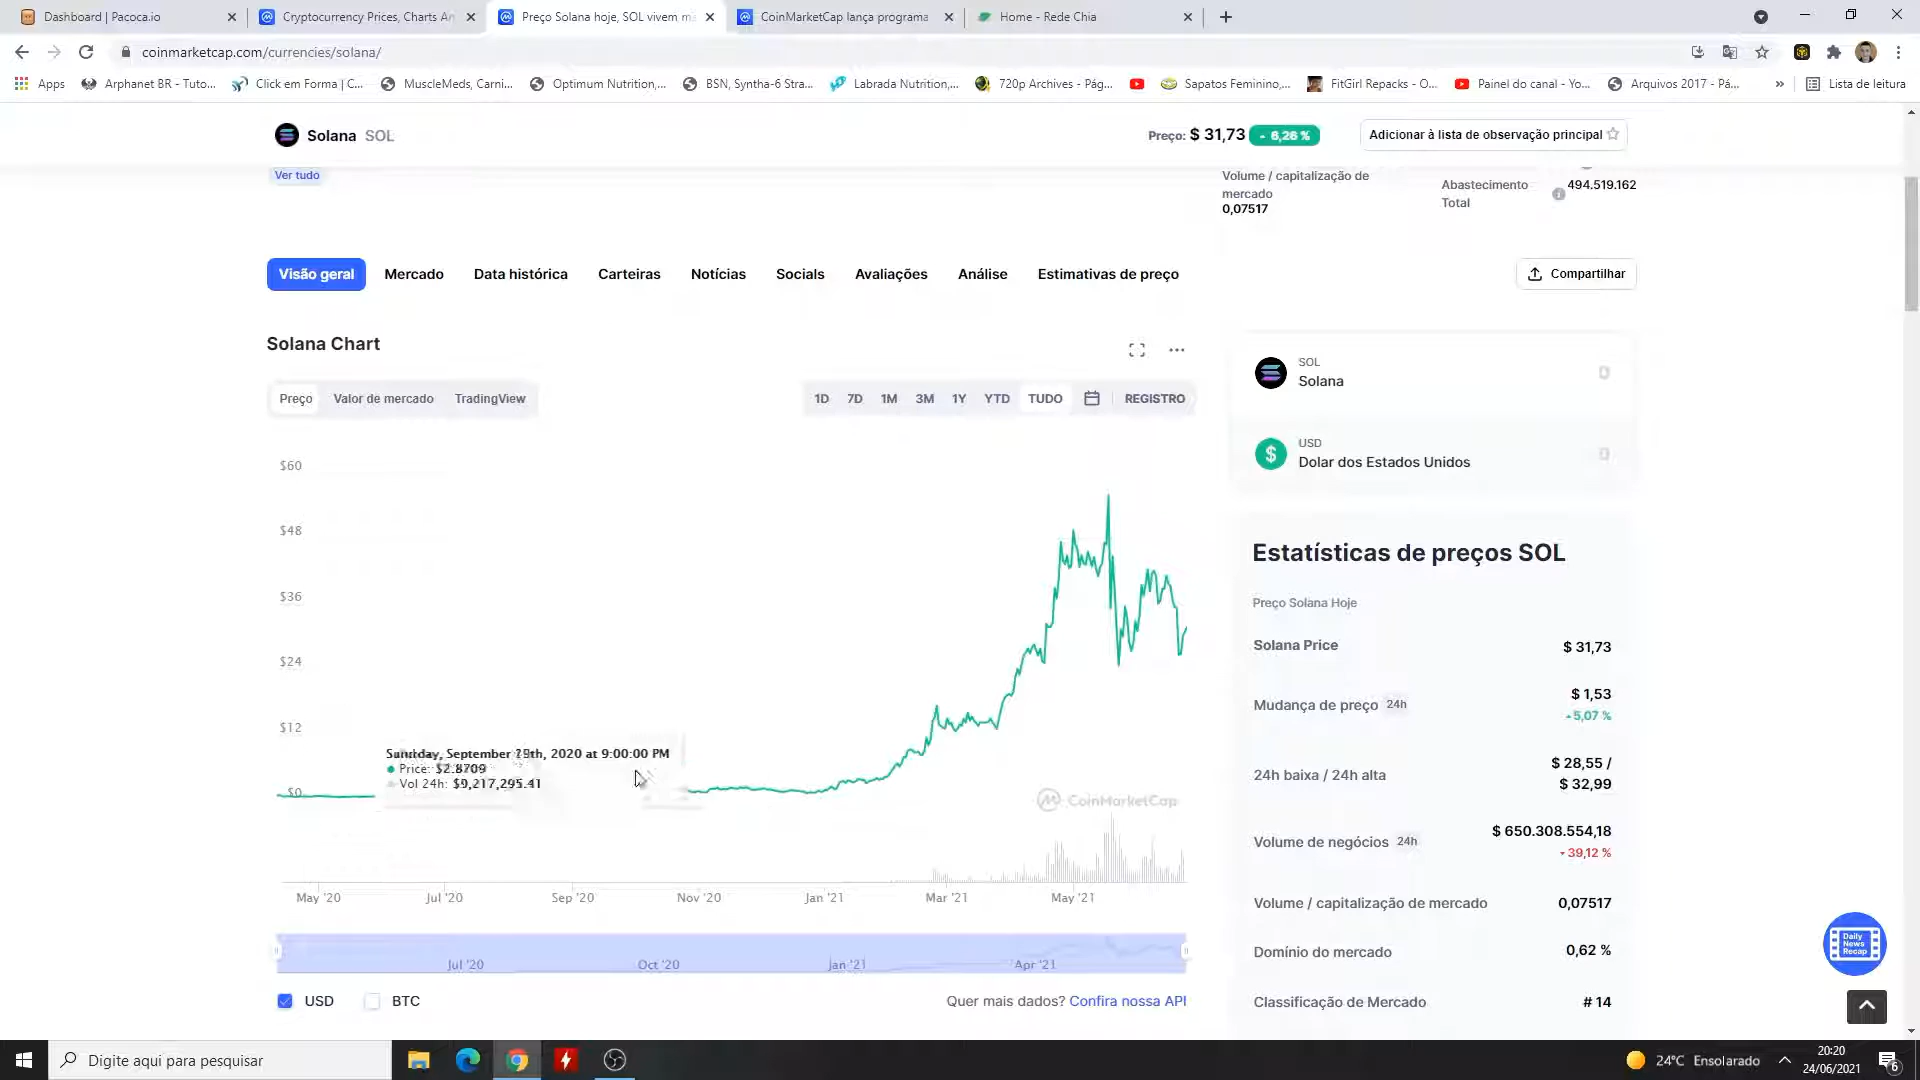 Dashboard | Pacoca.io
Cryptocurrency Prices, Charts An
Preço Solana hoje, SOL vivem ma
CoinMarketCap lança programa
Home - Rede Chia
coinmarketcap.com/currencies/solana/
Apps
Arphanet BR - Tuto...
Click em Forma | C...
MuscleMeds, Carni...
Optimum Nutrition,...
BSN, Syntha-6 Stra...
Labrada Nutrition,...
720p Archives - Pág...
Sapatos Feminino,...
FitGirl Repacks - O...
Painel do canal - Yo...
Arquivos 2017 - Pá...
»
Lista de leitura
Solana SOL
Preço: $ 31,73 6,26 %
Adicionar à lista de observação principal
Ver tudo
Volume / capitalização de
mercado
0,07517
Abastecimento
Total
494.519.162
Visão geral
Mercado
Data histórica
Carteiras
Notícias
Socials
Avaliações
Análise
Estimativas de preço
Compartilhar
Solana Chart
Preço
Valor de mercado
TradingView
1D
7D
1M
3M
1Y
YTD
TUDO
REGISTRO
$60
$48
$36
$24
$12
$0
September
2020 at 9:00:00 PM
Price:
Vol 24h:
CoinMarketCap
May '20
Jul '20
Sep '20
Nov '20
Jan '21
Mar '21
May '21
Jul '20
Oct '20
Jan '21
Apr '21
USD
BTC
Quer mais dados? Confira nossa API
SOL
Solana
USD
Dolar dos Estados Unidos
Estatísticas de preços SOL
Preço Solana Hoje
Solana Price
$ 31,73
Mudança de preço 24h
$ 1,53
5,07 %
24h baixa / 24h alta
$ 28,55 /
$ 32,99
Volume de negócios 24h
$ 650.308.554,18
39,12 %
Volume / capitalização de mercado
0,07517
Domínio do mercado
0,62 %
Classificação de Mercado
# 14
Daily
News
Recap
Digite aqui para pesquisar
24°C Ensolarado
20:20
24/06/2021
6